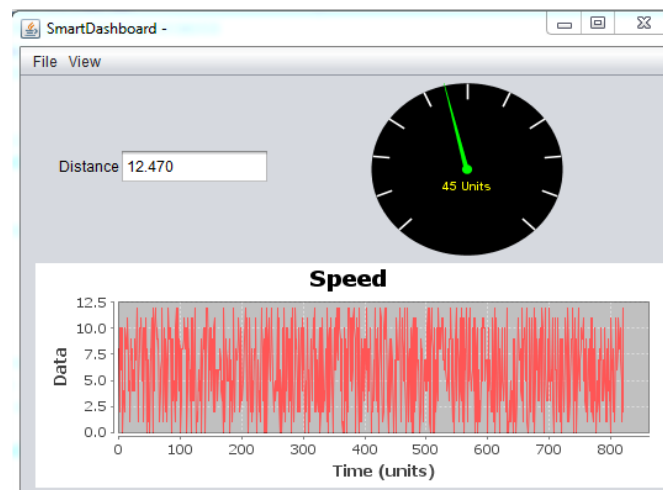 SmartDashboard -
File View
Distance 12.470
45 Units
Speed
12.5
10.0
7.5
5.0
2.5
0.0
Data
0 100 200 300 400 500 600 700 800
Time (units)